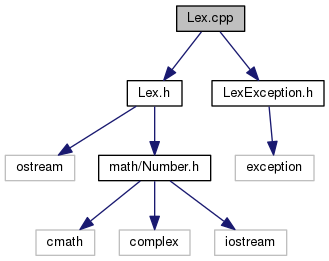 Lex.cpp
Lex.h
LexException.h
ostream
math/Number.h
exception
cmath
complex
iostream